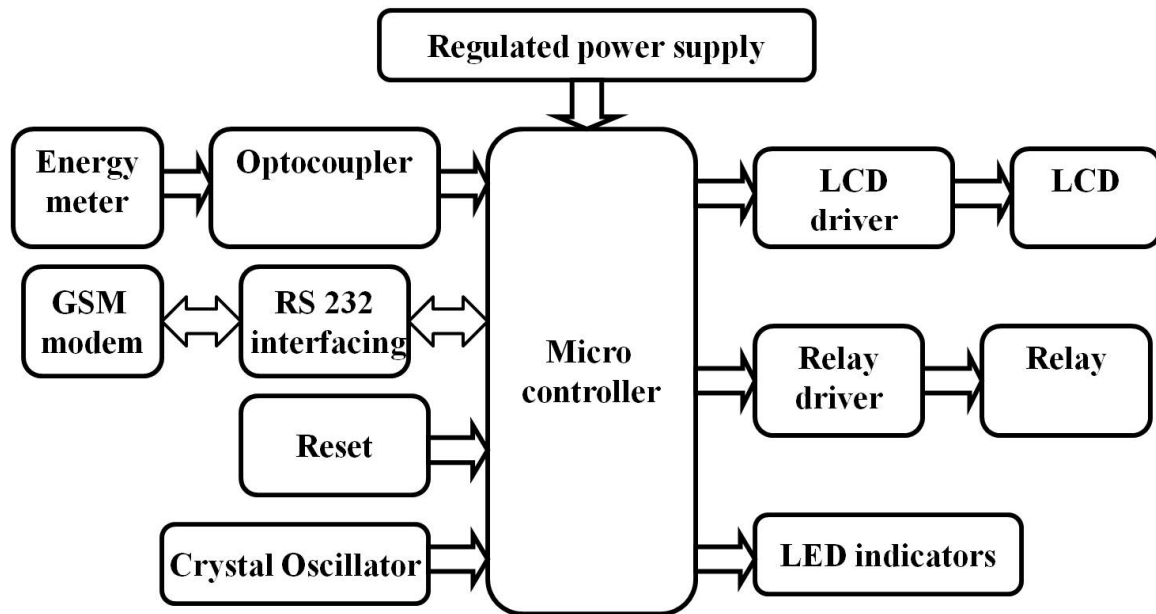 Regulated power supply
Energy
meter
Optocoupler
LCD
driver
LCD
GSM
modem
RS 232
interfacing
Micro
controller
Relay
driver
Relay
Reset
Crystal Oscillator
LED indicators